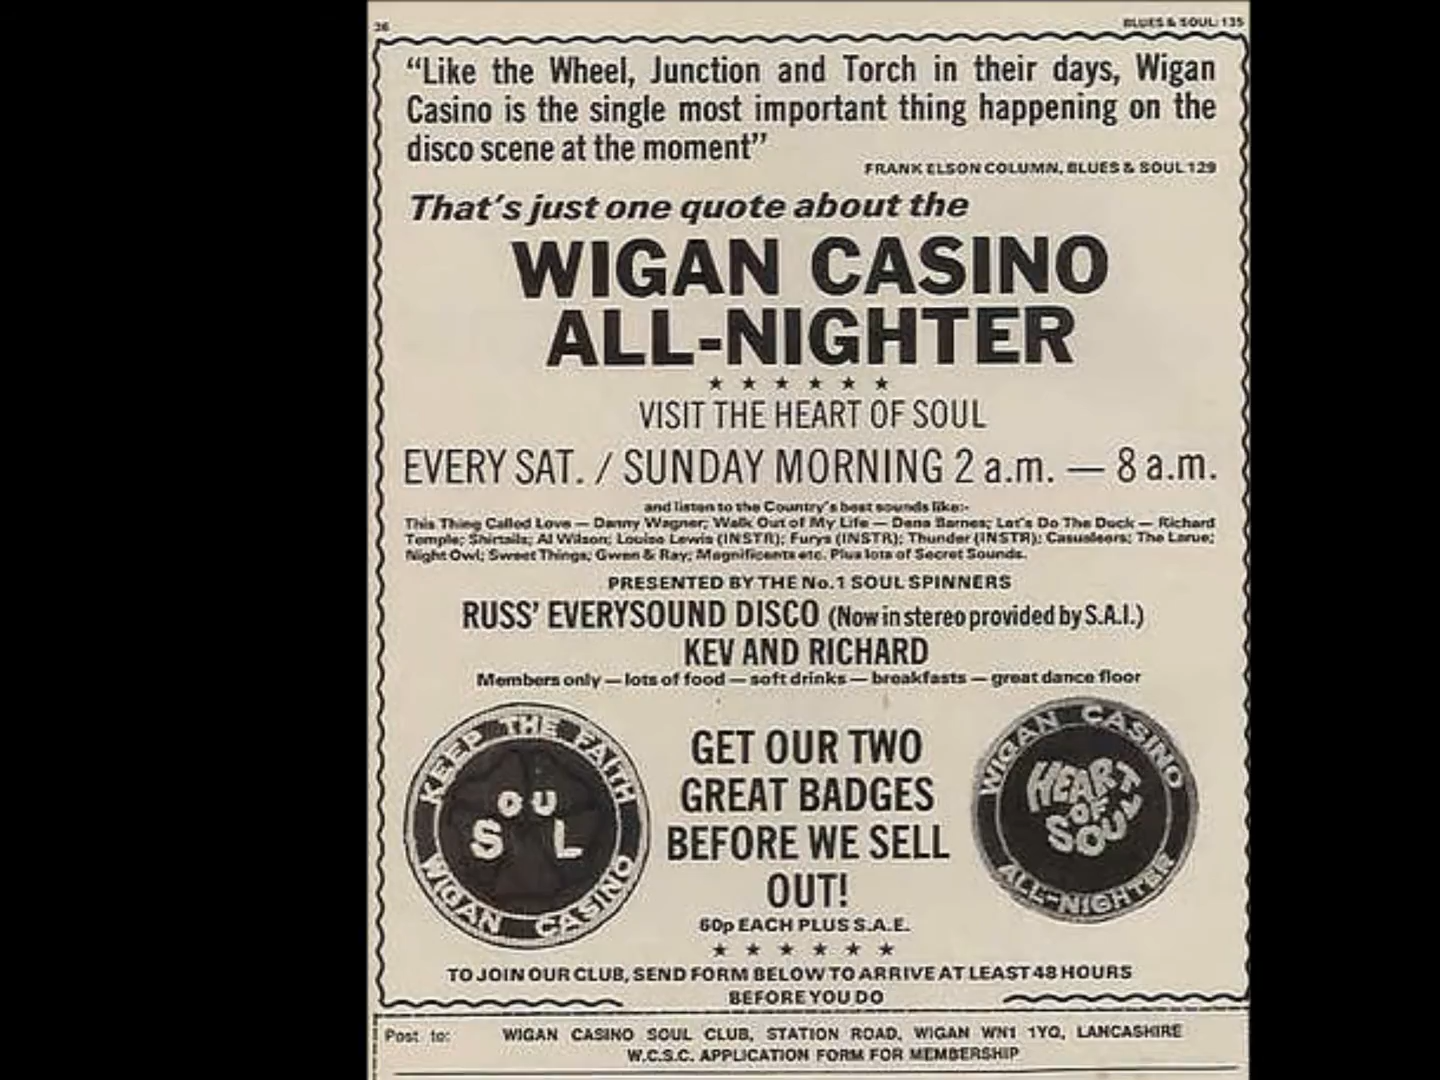 36
BLUES & SOUL 135
“Like the Wheel, Junction and Torch in their days, Wigan
Casino is the single most important thing happening on the
disco scene at the moment”
FRANK ELSON COLUMN, BLUES & SOUL 129
That's just one quote about the
WIGAN CASINO
ALL-NIGHTER
★ ★ ★ ★ ★ ★
VISIT THE HEART OF SOUL
EVERY SAT. / SUNDAY MORNING 2 a.m. — 8 a.m.
and listen to the Country's best sounds like:-
This Thing Called Love — Danny Wagner; Walk Out of My Life — Dena Barnes; Let's Do The Duck — Richard
Temple; Shirtails; Al Wilson; Louise Lewis (INSTR); Furys (INSTR); Thunder (INSTR); Casualeers; The Larue;
Night Owl; Sweet Things; Gwen & Ray; Magnificents etc. Plus lots of Secret Sounds.
PRESENTED BY THE No.1 SOUL SPINNERS
RUSS' EVERYSOUND DISCO (Now in stereo provided by S.A.I.)
KEV AND RICHARD
Members only — lots of food — soft drinks — breakfasts — great dance floor
KEEP THE FAITH
SOUL
WIGAN CASINO
GET OUR TWO
GREAT BADGES
BEFORE WE SELL
OUT!
60p EACH PLUS S.A.E.
WIGAN CASINO
HEART
OF
SOUL
ALL-NIGHTER
★ ★ ★ ★ ★ ★
TO JOIN OUR CLUB, SEND FORM BELOW TO ARRIVE AT LEAST 48 HOURS
BEFORE YOU DO
Post to: WIGAN CASINO SOUL CLUB, STATION ROAD, WIGAN WN1 1YQ, LANCASHIRE
W.C.S.C. APPLICATION FORM FOR MEMBERSHIP